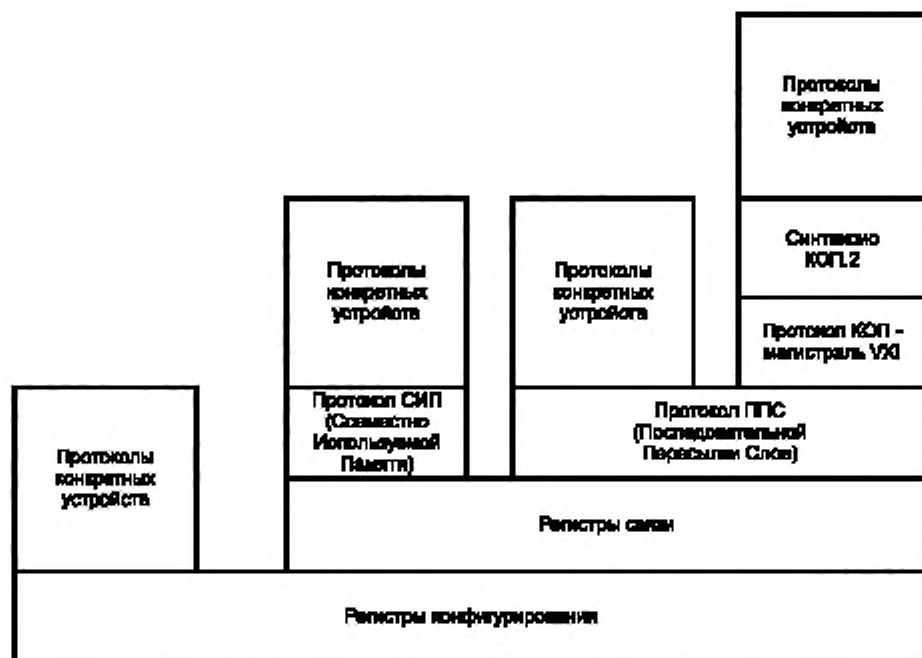 Протоколы
конкретных
устройств
Синтаксис
КОП.2
Протокол КОП -
магистраль VXI
Протоколы
конкретных
устройств
Протоколы
конкретных
устройств
Протокол СИП
(Совместно
Используемой
Памяти)
Протокол ППС
(Последовательной
Пересылки Слов)
Протоколы
конкретных
устройств
Регистры связи
Регистры конфигурирования